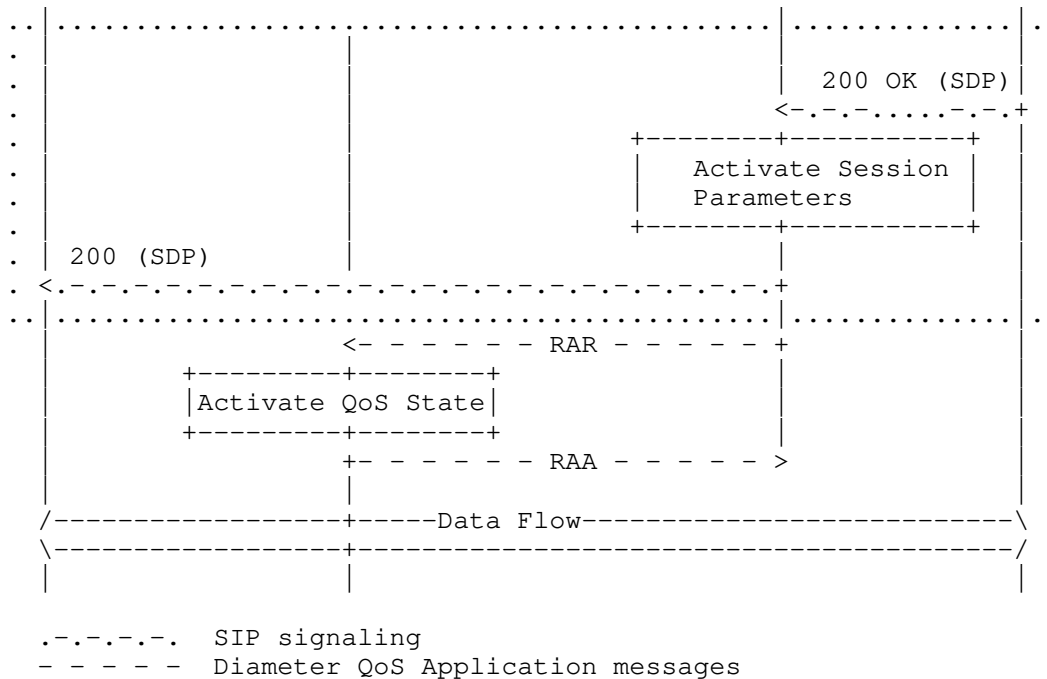 200 OK (SDP)
Activate Session
Parameters
200 (SDP)
RAR
Activate QoS State
RAA
Data Flow
.-.-.-.-. SIP signaling
- - - - - Diameter QoS Application messages